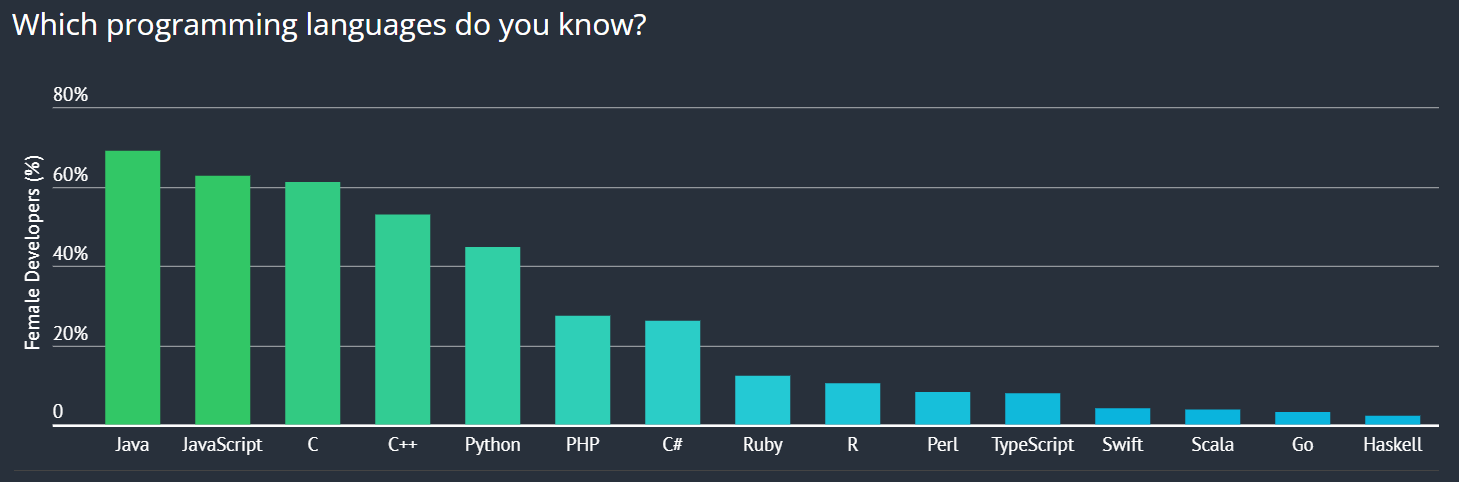 Which programming languages do you know?
80%
60%
40%
20%
0
Female Developers (%)
Java JavaScript C C++ Python PHP C# Ruby R Perl TypeScript Swift Scala Go Haskell